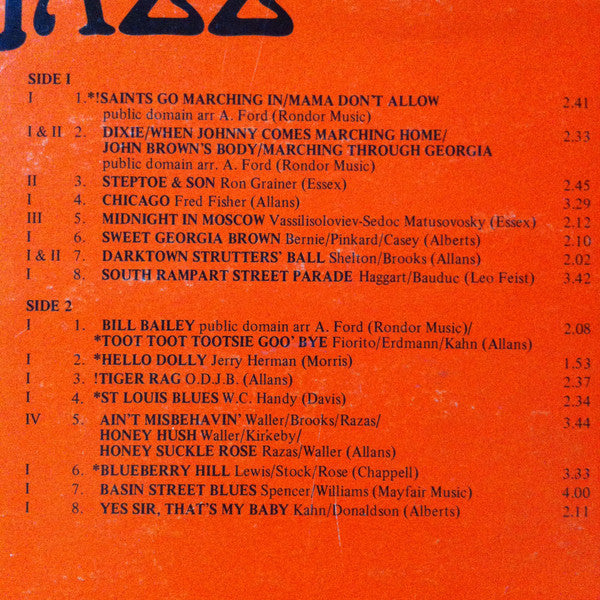 JAZZ
SIDE I
I 1. *!SAINTS GO MARCHING IN/MAMA DON'T ALLOW 2.41
public domain arr A. Ford (Rondor Music)
I & II 2. DIXIE/WHEN JOHNNY COMES MARCHING HOME/ 2.33
JOHN BROWN'S BODY/MARCHING THROUGH GEORGIA
public domain arr. A. Ford (Rondor Music)
II 3. STEPTOE & SON Ron Grainer (Essex) 2.45
I 4. CHICAGO Fred Fisher (Allans) 3.29
III 5. MIDNIGHT IN MOSCOW Vassilisoloviev-Sedoc Matusovosky (Essex) 2.12
I 6. SWEET GEORGIA BROWN Bernie/Pinkard/Casey (Alberts) 2.10
I & II 7. DARKTOWN STRUTTERS' BALL Shelton/Brooks (Allans) 2.02
I 8. SOUTH RAMPART STREET PARADE Haggart/Bauduc (Leo Feist) 3.42
SIDE 2
I 1. BILL BAILEY public domain arr A. Ford (Rondor Music)/ 2.08
*TOOT TOOT TOOTSIE GOO' BYE Fiorito/Erdmann/Kahn (Allans)
I 2. *HELLO DOLLY Jerry Herman (Morris) 1.53
I 3. !TIGER RAG O.D.J.B. (Allans) 2.37
I 4. *ST LOUIS BLUES W.C. Handy (Davis) 2.34
IV 5. AIN'T MISBEHAVIN' Waller/Brooks/Razas/ 3.44
HONEY HUSH Waller/Kirkeby/
HONEY SUCKLE ROSE Razas/Waller (Allans)
I 6. *BLUEBERRY HILL Lewis/Stock/Rose (Chappell) 3.33
I 7. BASIN STREET BLUES Spencer/Williams (Mayfair Music) 4.00
I 8. YES SIR, THAT'S MY BABY Kahn/Donaldson (Alberts) 2.11